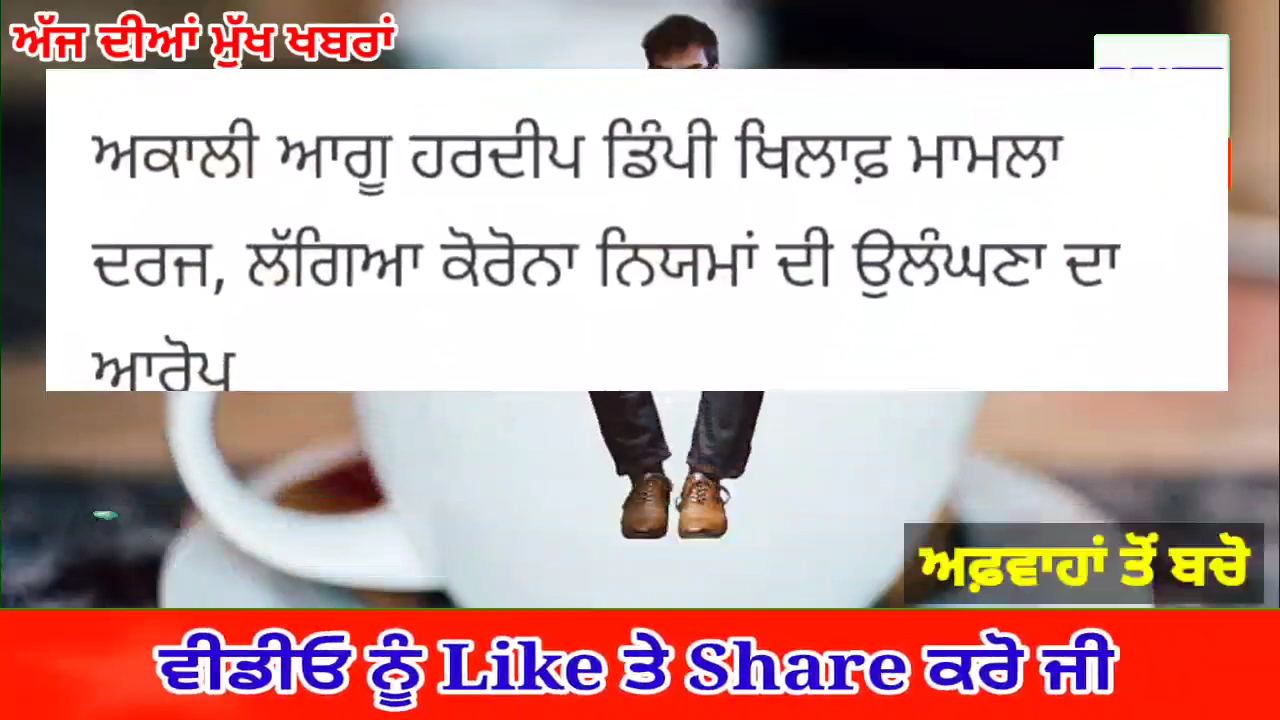 ਅੱਜ ਦੀਆਂ ਮੁੱਖ ਖਬਰਾਂ
ਅਕਾਲੀ ਆਗੂ ਹਰਦੀਪ ਡਿੰਪੀ ਖਿਲਾਫ਼ ਮਾਮਲਾ
ਦਰਜ, ਲੱਗਿਆ ਕੋਰੋਨਾ ਨਿਯਮਾਂ ਦੀ ਉਲੰਘਣਾ ਦਾ
ਆਰੋਪ
ਅਫ਼ਵਾਹਾਂ ਤੋਂ ਬਚੋ
ਵੀਡੀਓ ਨੂੰ Like ਤੇ Share ਕਰੋ ਜੀ